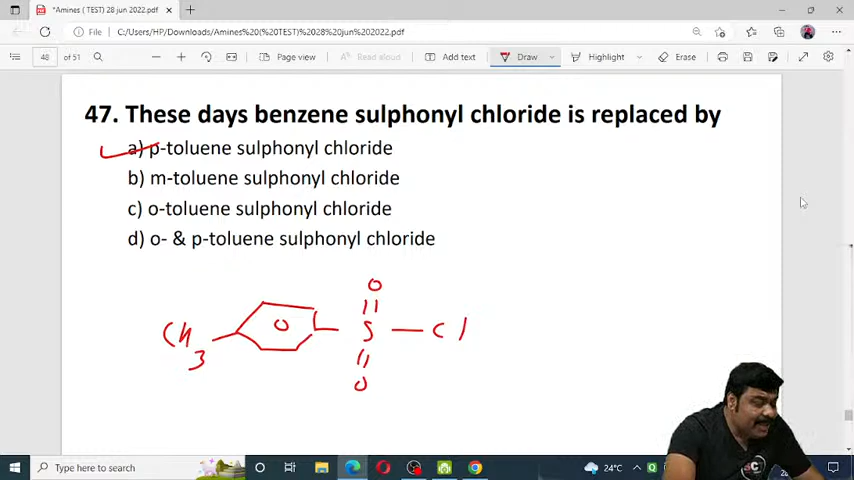 *Amines (TEST) 28 jun 2022.pdf
File
C:/Users/HP/Downloads/Amines%20(%20TEST)%2028%20jun%202022.pdf
48 of 51
Page view
Read aloud
Add text
Draw
Highlight
Erase
47. These days benzene sulphonyl chloride is replaced by
a) p-toluene sulphonyl chloride
b) m-toluene sulphonyl chloride
c) o-toluene sulphonyl chloride
d) o- & p-toluene sulphonyl chloride
O
CH3 O S Cl
O
Type here to search
24°C